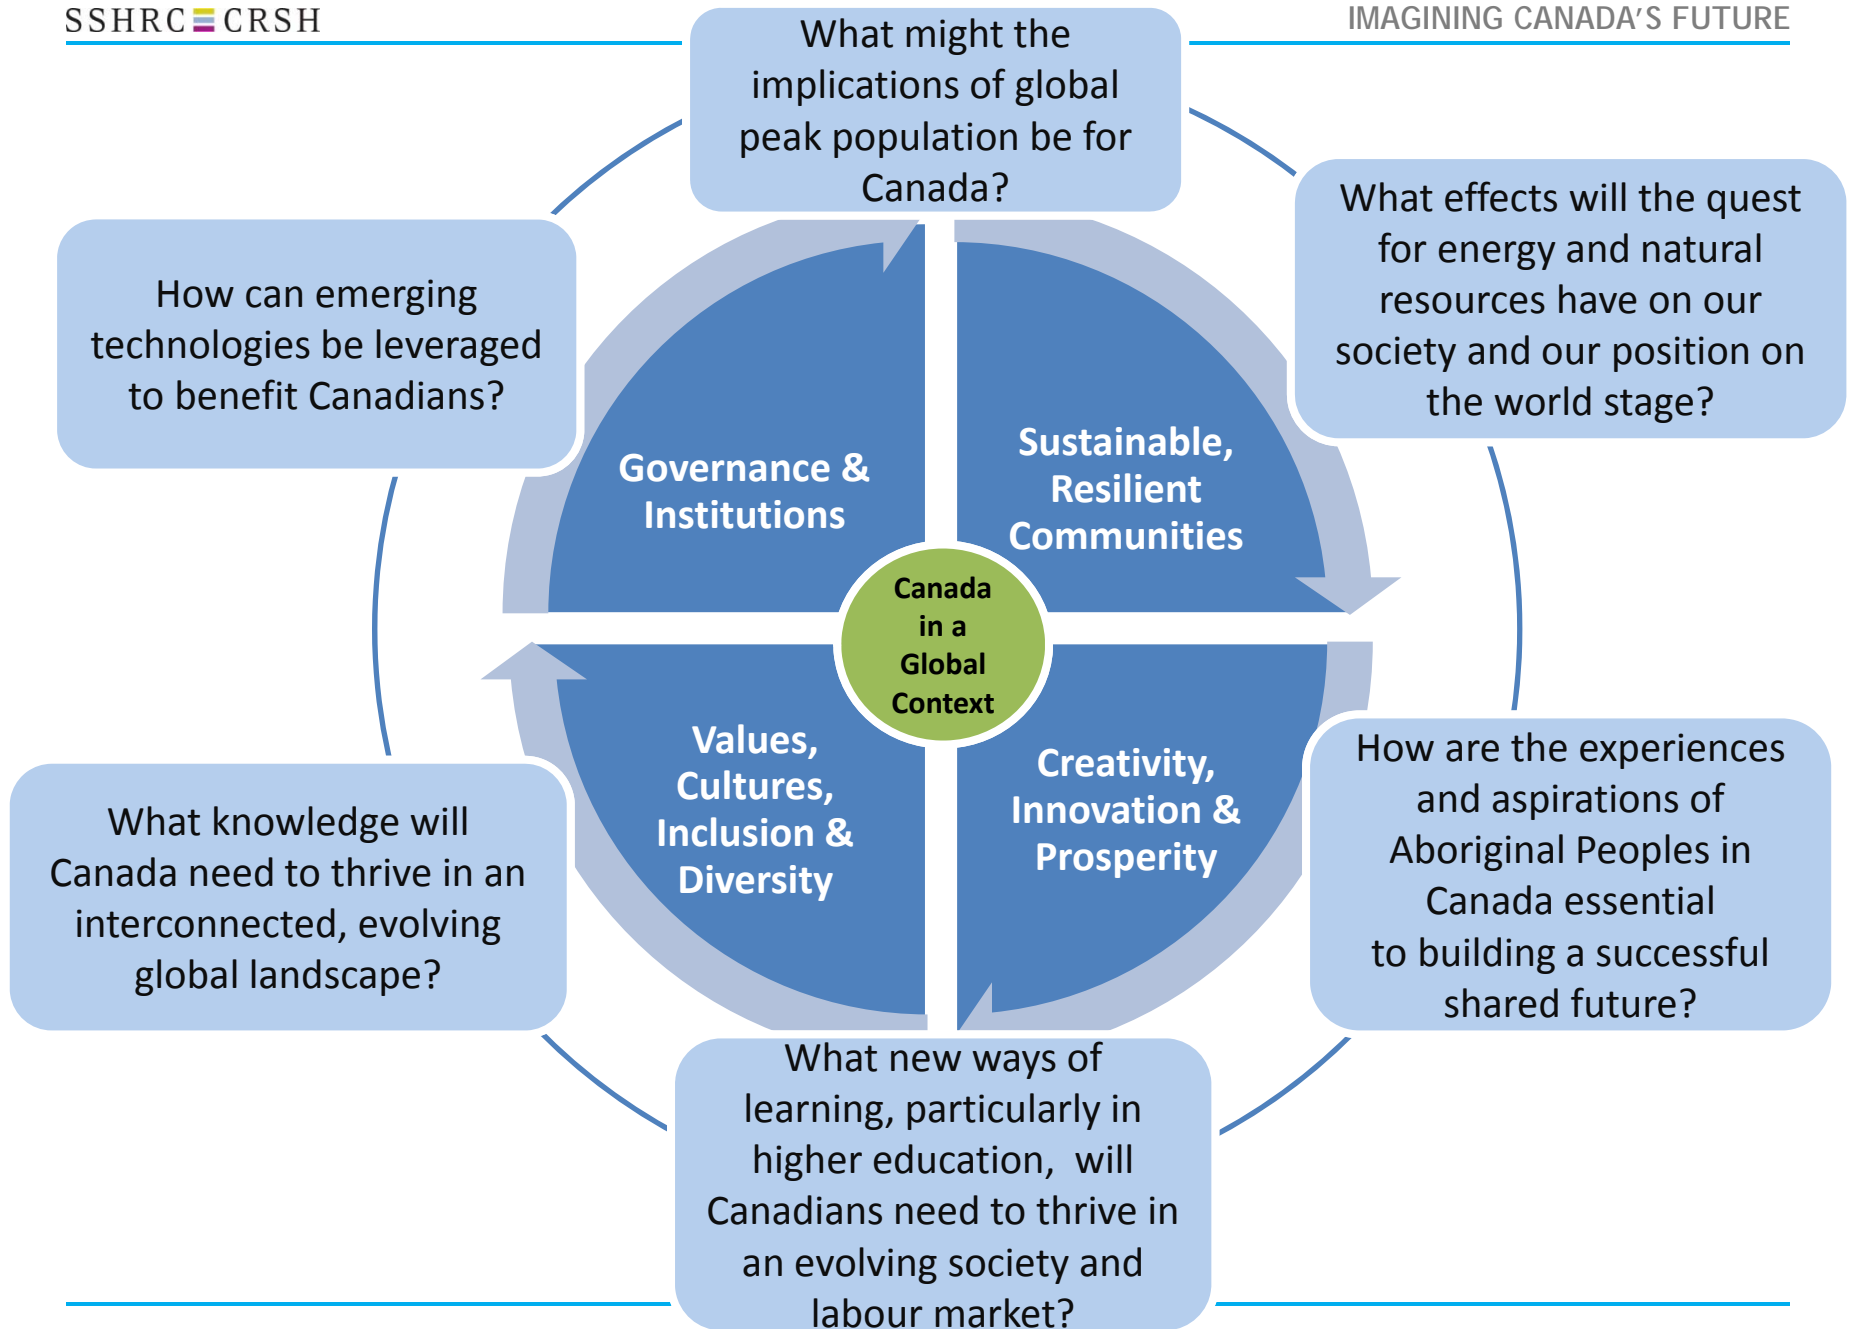 SSHRC CRSH
IMAGINING CANADA'S FUTURE
What might the
implications of global
peak population be for
Canada?
What effects will the quest
for energy and natural
resources have on our
society and our position on
the world stage?
How are the experiences
and aspirations of
Aboriginal Peoples in
Canada essential
to building a successful
shared future?
What new ways of
learning, particularly in
higher education, will
Canadians need to thrive in
an evolving society and
labour market?
What knowledge will
Canada need to thrive in an
interconnected, evolving
global landscape?
How can emerging
technologies be leveraged
to benefit Canadians?
Governance &
Institutions
Sustainable,
Resilient
Communities
Canada
in a
Global
Context
Values,
Cultures,
Inclusion &
Diversity
Creativity,
Innovation &
Prosperity